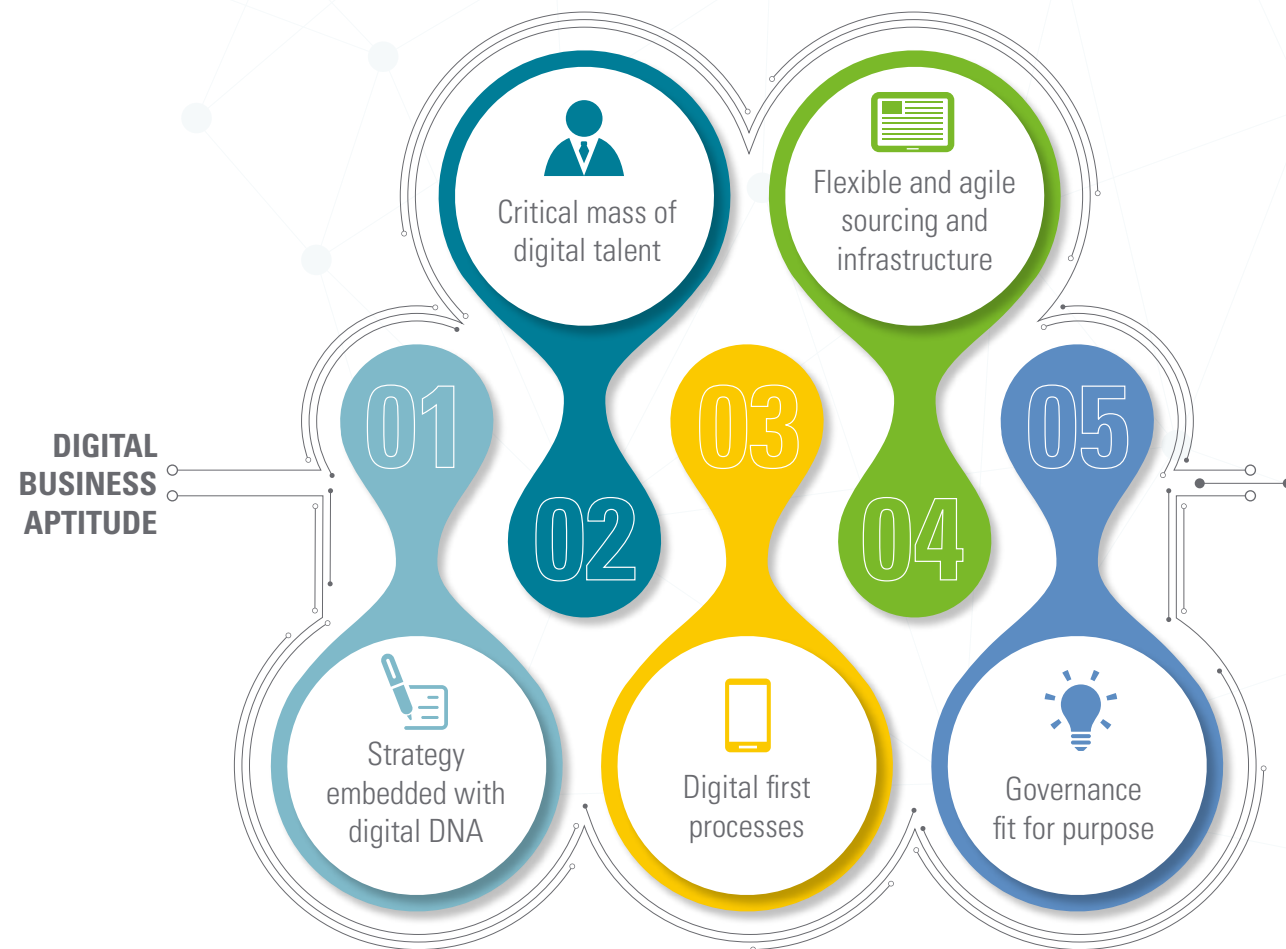 DIGITAL
BUSINESS
APTITUDE
01
Strategy
embedded with
digital DNA
02
Critical mass of
digital talent
03
Digital first
processes
04
Flexible and agile
sourcing and
infrastructure
05
Governance
fit for purpose